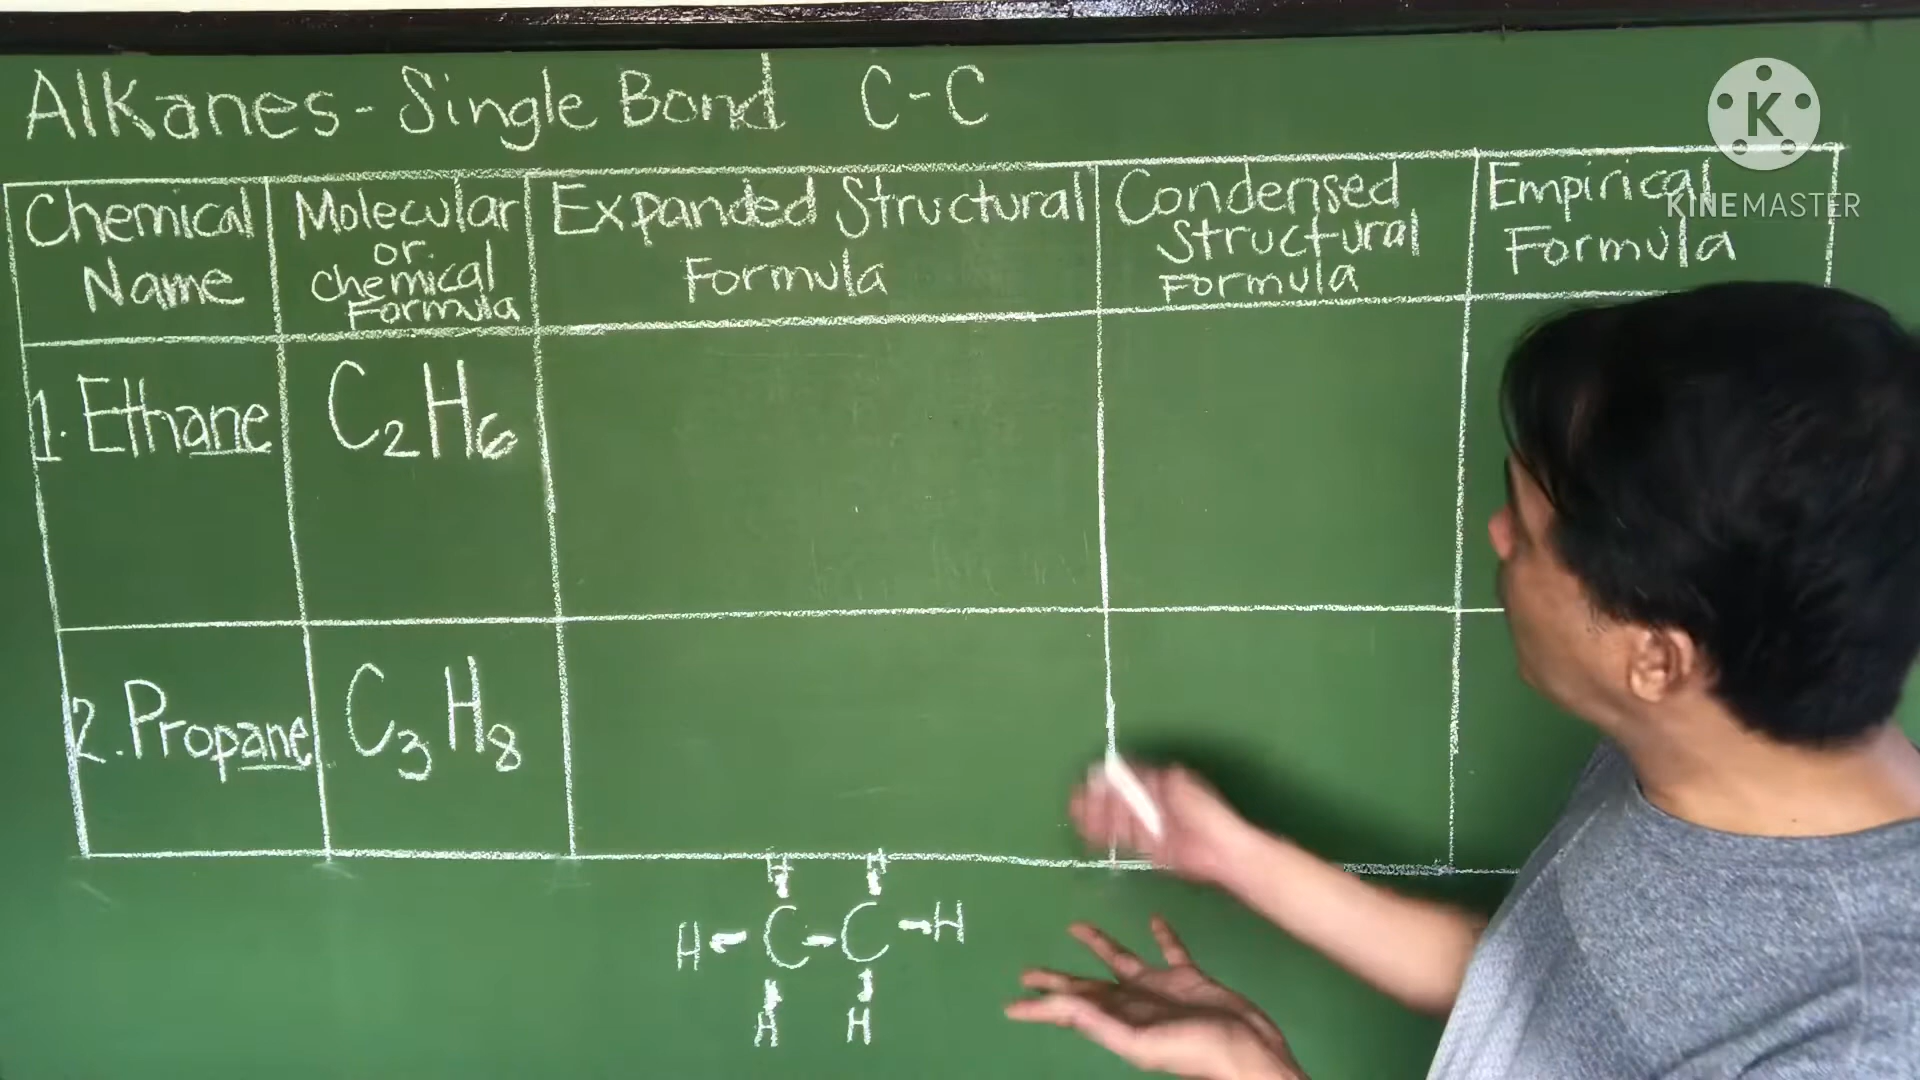 Alkanes - Single Bond C-C
Chemical
Name
Molecular
or
chemical
Formula
Expanded Structural
Formula
Condensed
Structural
Formula
Empirical
Formula
1. Ethane
C2H6
2. Propane
C3H8
H H
H-C-C-H
H H
K
KINEMASTER